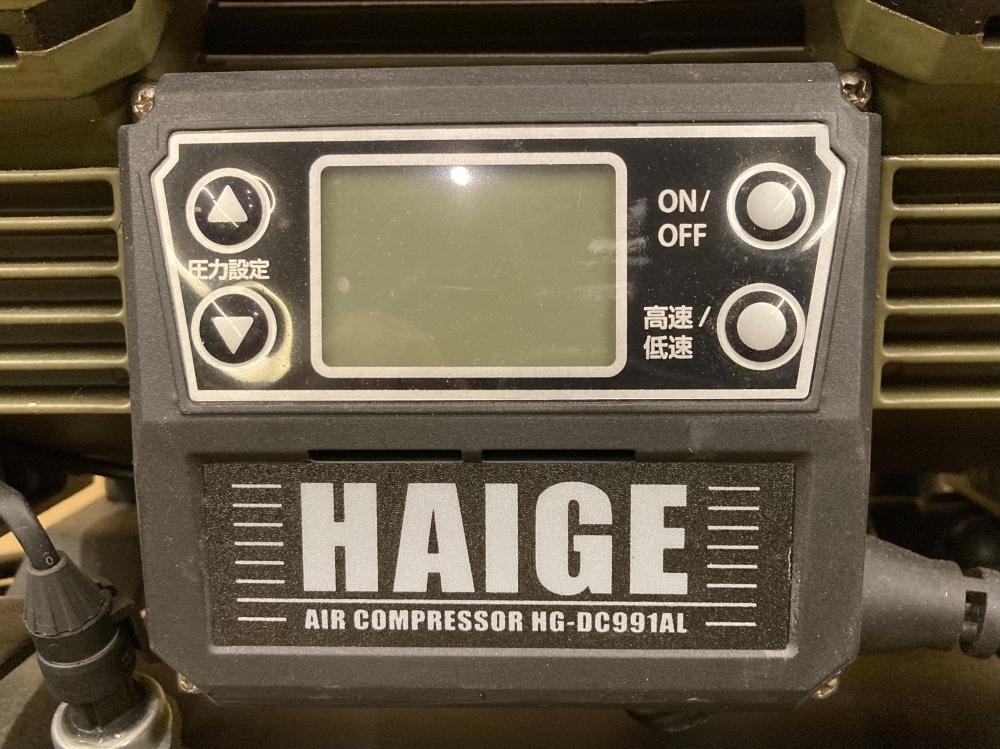 圧力設定
ON/
OFF
高速/
低速
HAIGE
AIR COMPRESSOR HG-DC991AL